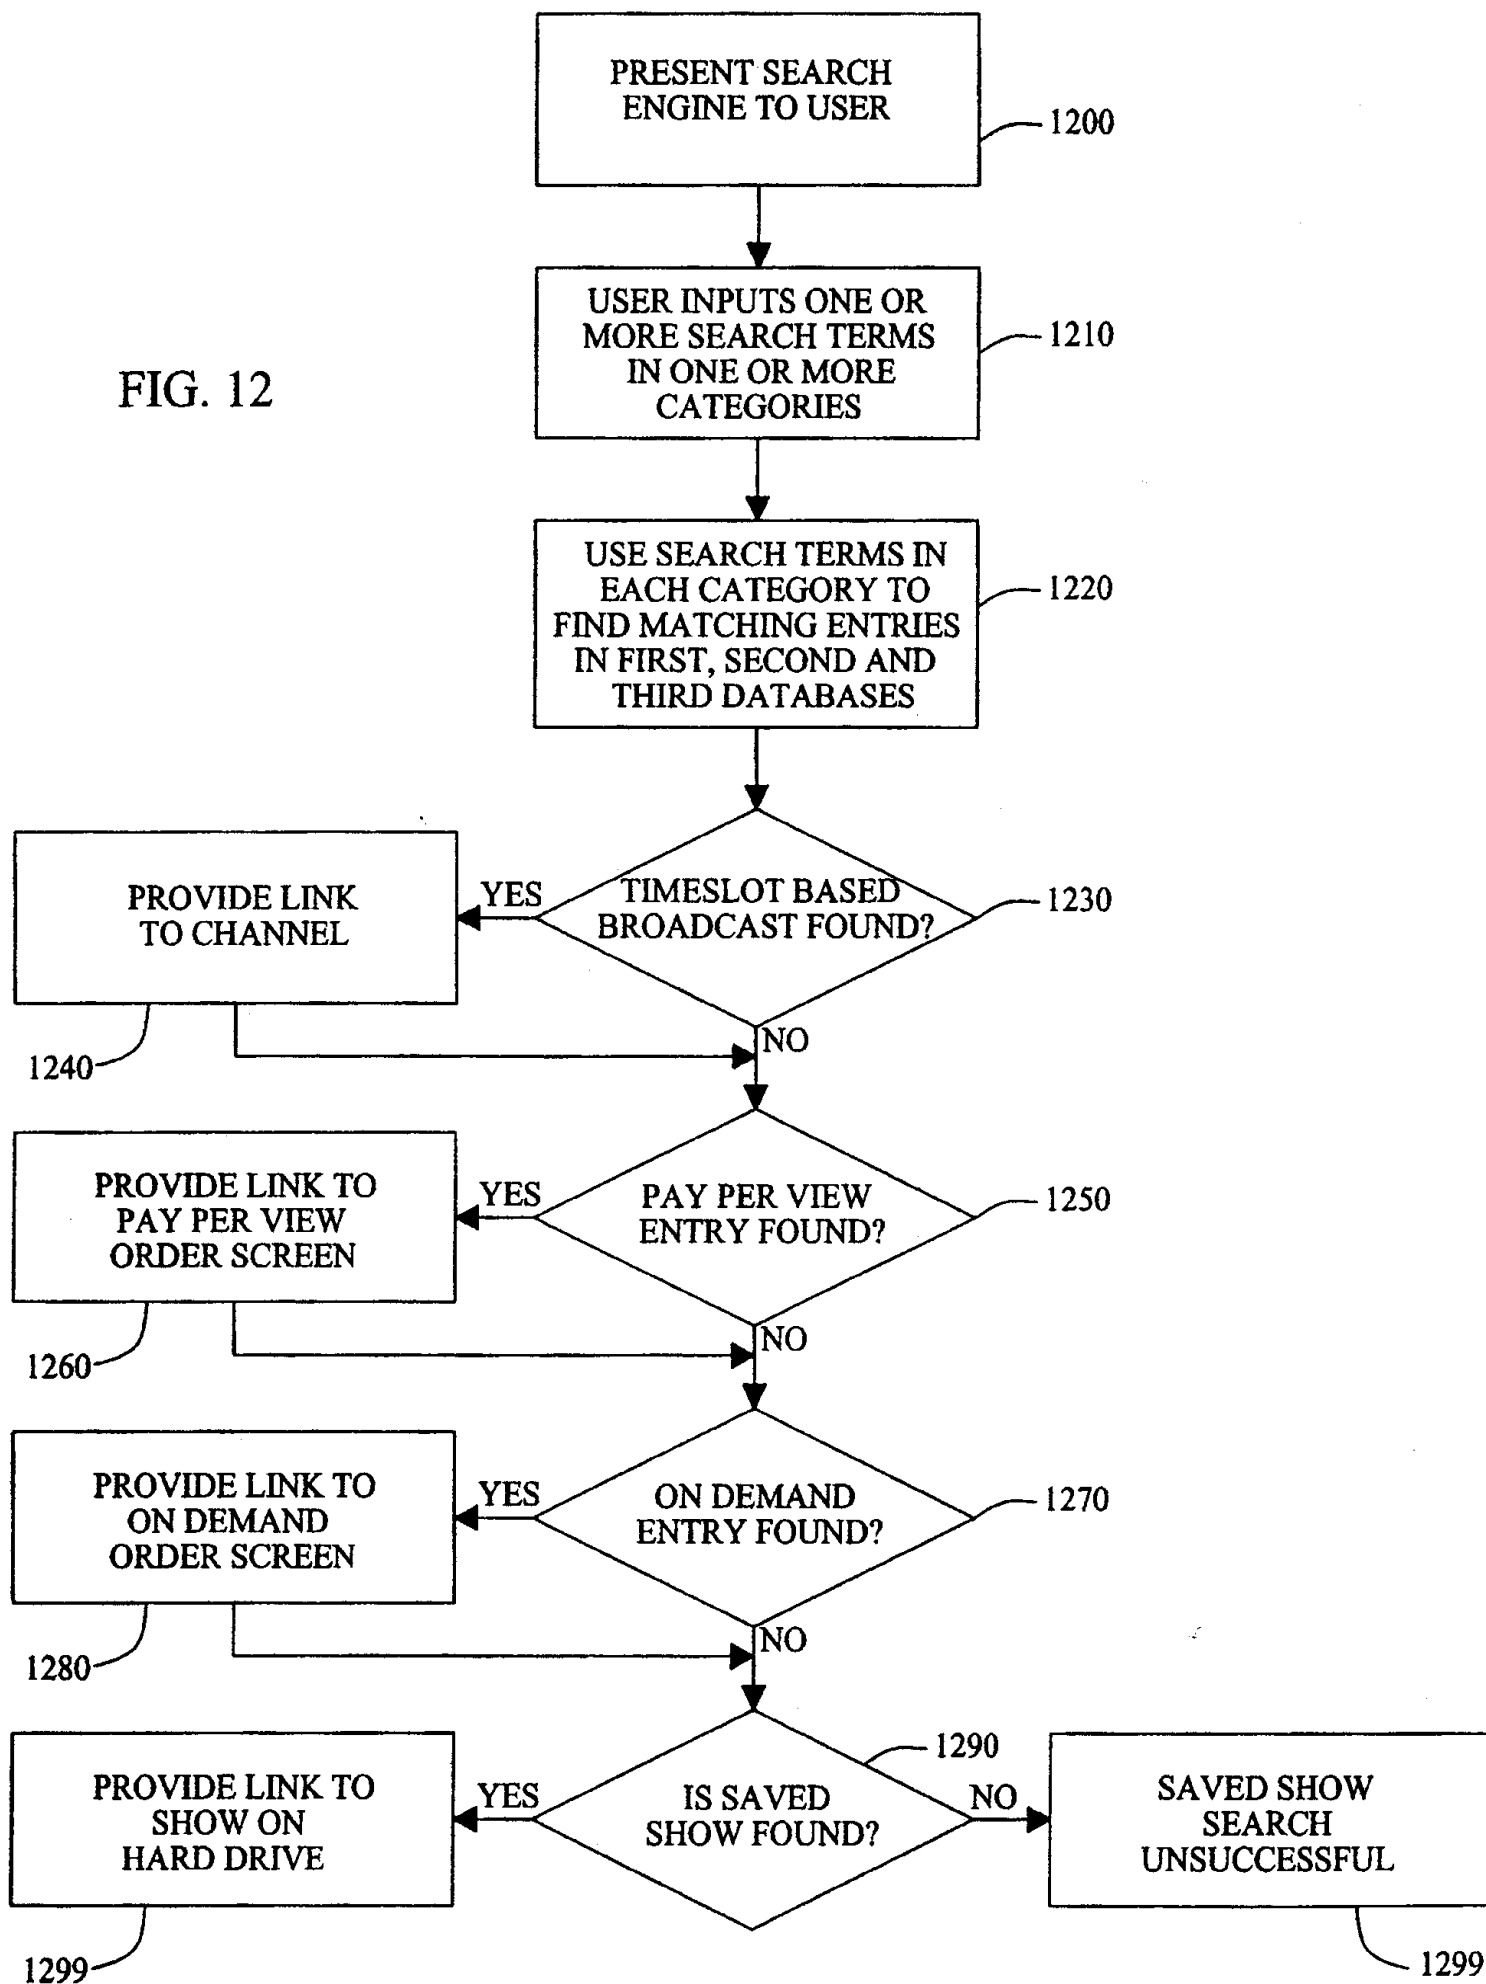 PRESENT SEARCH
ENGINE TO USER
1200
USER INPUTS ONE OR
MORE SEARCH TERMS
IN ONE OR MORE
CATEGORIES
1210
FIG. 12
USE SEARCH TERMS IN
EACH CATEGORY TO
FIND MATCHING ENTRIES
IN FIRST, SECOND AND
THIRD DATABASES
1220
TIMESLOT BASED
BROADCAST FOUND?
1230
YES
PROVIDE LINK
TO CHANNEL
1240
NO
PAY PER VIEW
ENTRY FOUND?
1250
YES
PROVIDE LINK TO
PAY PER VIEW
ORDER SCREEN
1260
NO
ON DEMAND
ENTRY FOUND?
1270
YES
PROVIDE LINK TO
ON DEMAND
ORDER SCREEN
1280
NO
IS SAVED
SHOW FOUND?
1290
YES
PROVIDE LINK TO
SHOW ON
HARD DRIVE
1299
NO
SAVED SHOW
SEARCH
UNSUCCESSFUL
1299